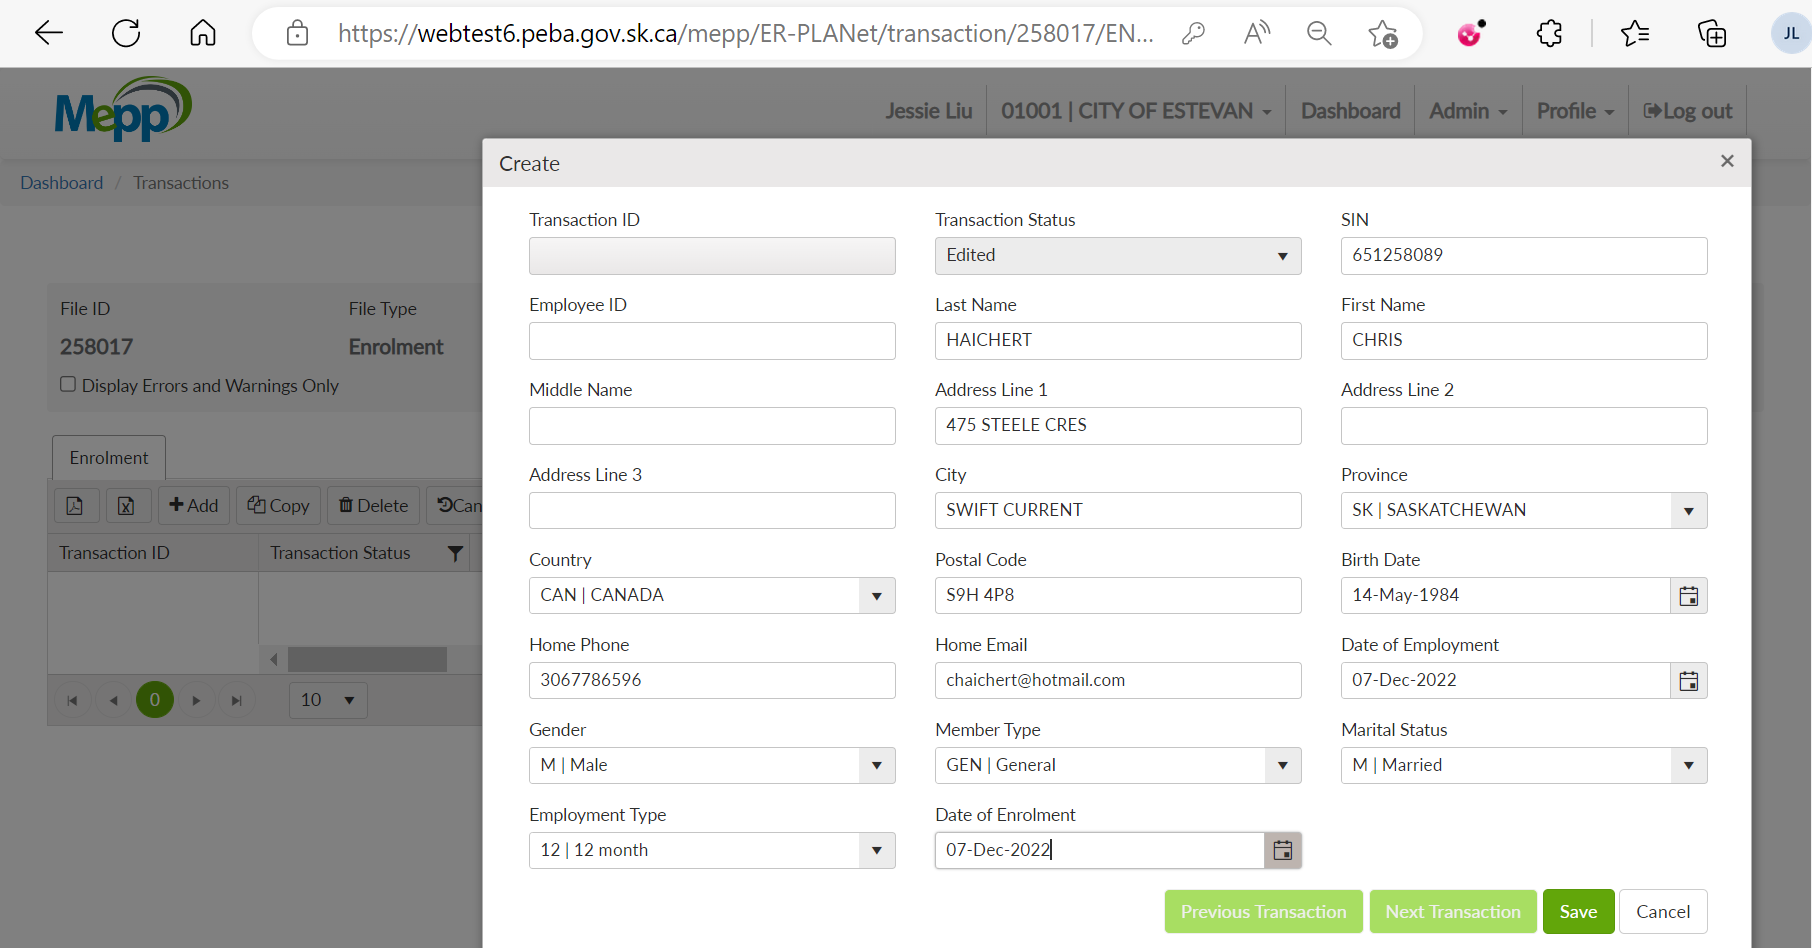 https://webtest6.peba.gov.sk.ca/mepp/ER-PLANet/transaction/258017/EN...
JL
Mepp
Jessie Liu
01001 | CITY OF ESTEVAN
Dashboard
Admin
Profile
Log out
Dashboard / Transactions
File ID
File Type
258017
Enrolment
Display Errors and Warnings Only
Enrolment
Add
Copy
Delete
Can
Transaction ID
Transaction Status
0
10
Create
Transaction ID
Transaction Status
SIN
Edited
651258089
Employee ID
Last Name
First Name
HAICHERT
CHRIS
Middle Name
Address Line 1
Address Line 2
475 STEELE CRES
Address Line 3
City
Province
SWIFT CURRENT
SK | SASKATCHEWAN
Country
Postal Code
Birth Date
CAN | CANADA
S9H 4P8
14-May-1984
Home Phone
Home Email
Date of Employment
3067786596
chaichert@hotmail.com
07-Dec-2022
Gender
Member Type
Marital Status
M | Male
GEN | General
M | Married
Employment Type
Date of Enrolment
12 | 12 month
07-Dec-2022
Previous Transaction
Next Transaction
Save
Cancel